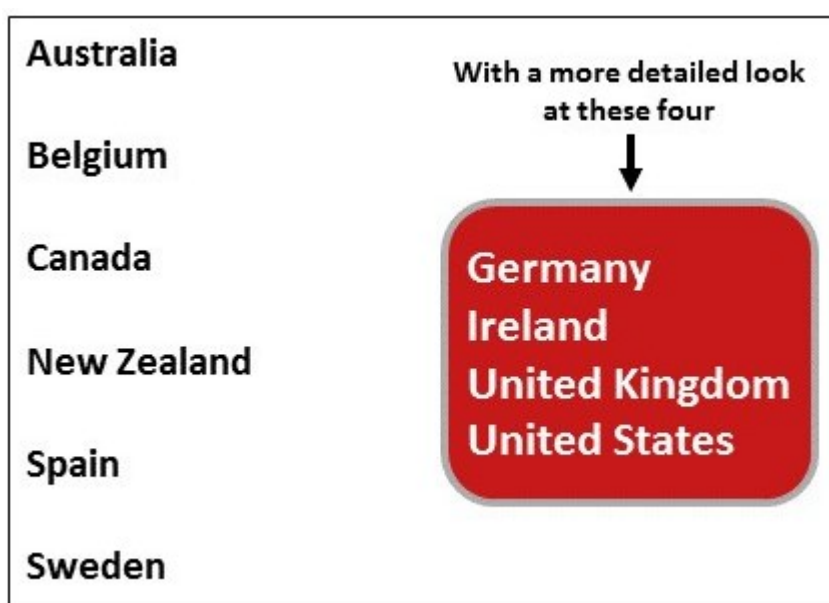 Australia
Belgium
Canada
New Zealand
Spain
Sweden
With a more detailed look
at these four
Germany
Ireland
United Kingdom
United States